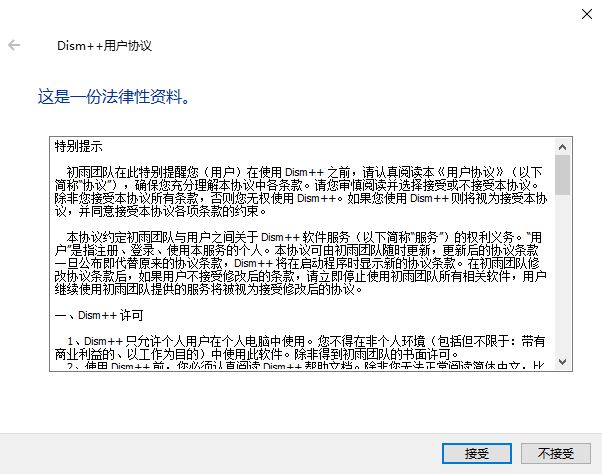 Dism++用户协议
这是一份法律性资料。
特别提示
初雨团队在此特别提醒您（用户）在使用 Dism++ 之前，请认真阅读本《用户协议》（以下
简称“协议”），确保您充分理解本协议中各条款。请您审慎阅读并选择接受或不接受本协议。
除非您接受本协议所有条款，否则您无权使用 Dism++。如果您使用 Dism++则将视为接受本协
议，并同意接受本协议各项条款的约束。
本协议约定初雨团队与用户之间关于 Dism++ 软件服务（以下简称“服务”）的权利义务。“用
户”是指注册、登录、使用本服务的个人。本协议可由初雨团队随时更新，更新后的协议条款
一旦公布即代替原来的协议条款，Dism++ 将在启动程序时显示新的协议条款。在初雨团队修
改协议条款后，如果用户不接受修改后的条款，请立即停止使用初雨团队所有相关软件，用户
继续使用初雨团队提供的服务将被视为接受修改后的协议。
一、Dism++ 许可
1、Dism++ 只允许个人用户在个人电脑中使用。您不得在非个人环境（包括但不限于：带有
商业利益的、以工作为目的）中使用此软件。除非得到初雨团队的书面许可。
2、使用 Dism++ 前，您必须认真阅读 Dism++ 帮助文档。除非您无法正常阅读简体中文，比
接受
不接受